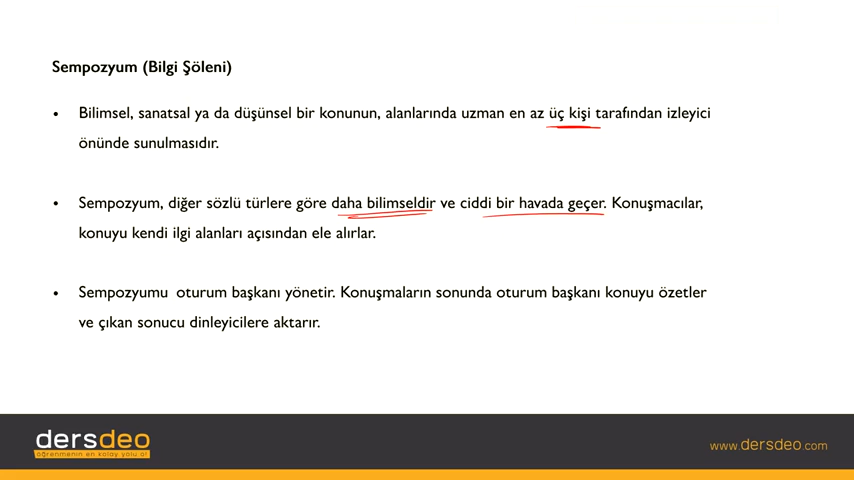 Sempozyum (Bilgi Şöleni)
• Bilimsel, sanatsal ya da düşünsel bir konunun, alanlarında uzman en az üç kişi tarafından izleyici
önünde sunulmasıdır.
• Sempozyum, diğer sözlü türlere göre daha bilimseldir ve ciddi bir havada geçer. Konuşmacılar,
konuyu kendi ilgi alanları açısından ele alırlar.
• Sempozyumu oturum başkanı yönetir. Konuşmaların sonunda oturum başkanı konuyu özetler
ve çıkan sonucu dinleyicilere aktarır.
dersdeo
öğrenmenin en kolay yolu o!
www.dersdeo.com